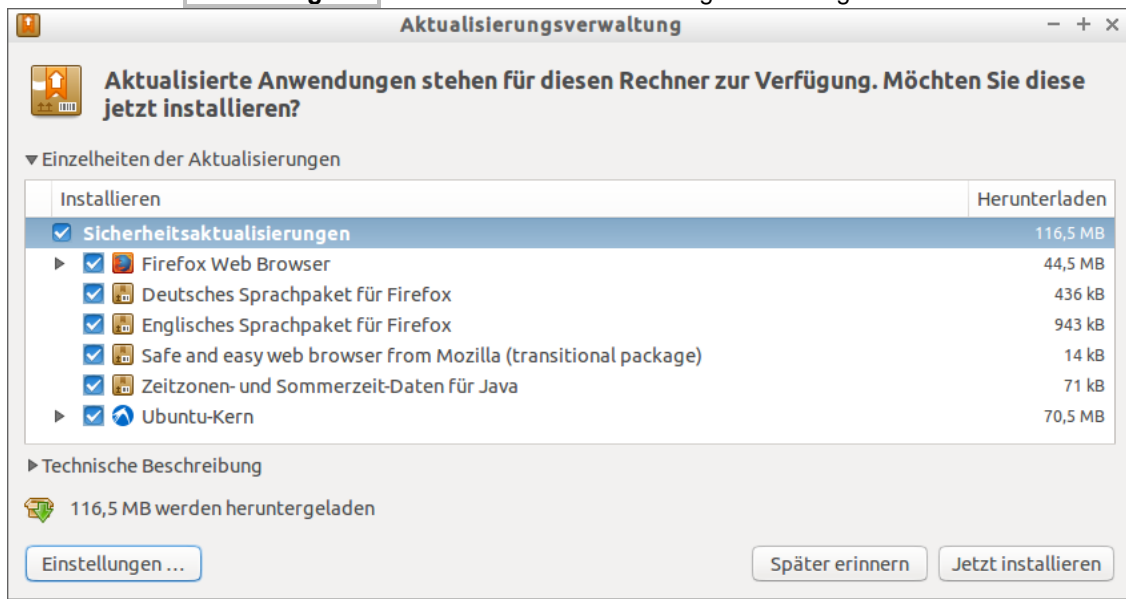 Aktualisierungsverwaltung
Aktualisierte Anwendungen stehen für diesen Rechner zur Verfügung. Möchten Sie diese
jetzt installieren?
Einzelheiten der Aktualisierungen
Installieren Herunterladen
Sicherheitsaktualisierungen 116,5 MB
Firefox Web Browser 44,5 MB
Deutsches Sprachpaket für Firefox 436 kB
Englisches Sprachpaket für Firefox 943 kB
Safe and easy web browser from Mozilla (transitional package) 14 kB
Zeitzonen- und Sommerzeit-Daten für Java 71 kB
Ubuntu-Kern 70,5 MB
Technische Beschreibung
116,5 MB werden heruntergeladen
Einstellungen ... Später erinnern Jetzt installieren